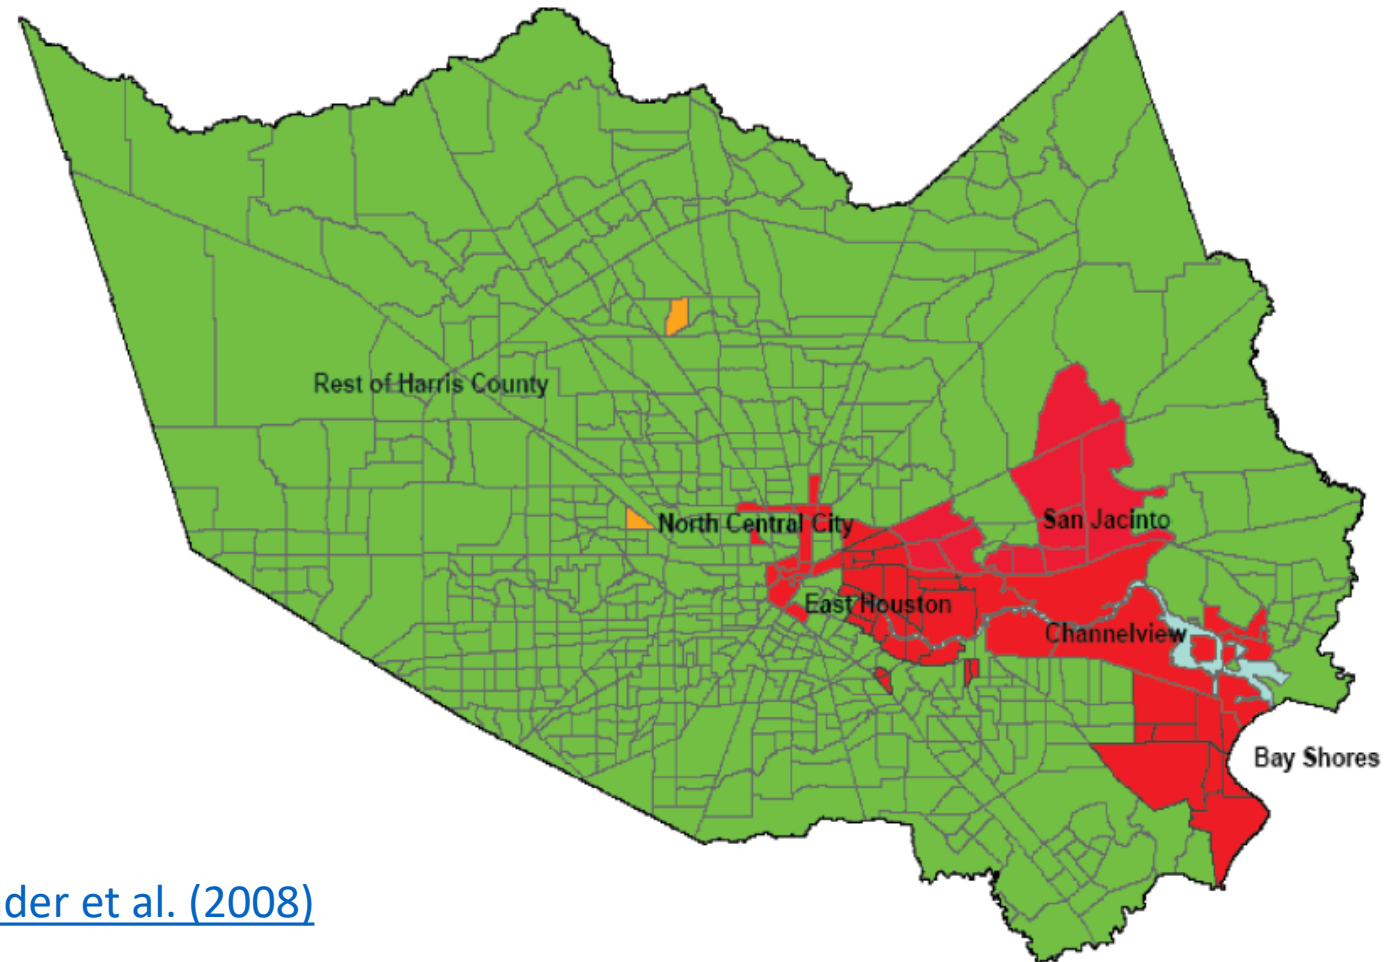 Rest of Harris County
North Central City
San Jacinto
East Houston
Channelview
Bay Shores
der et al. (2008)